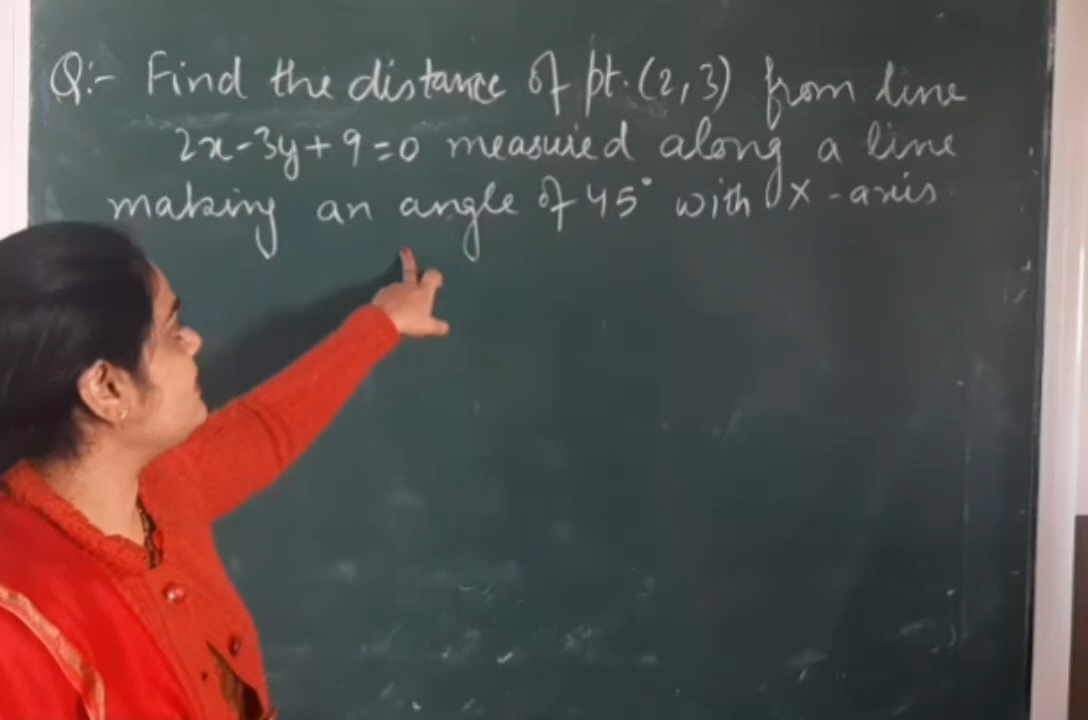 Q:- Find the distance of pt. (2,3) from line
2x-3y+9=0 measured along a line
making an angle of 45° with x-axis